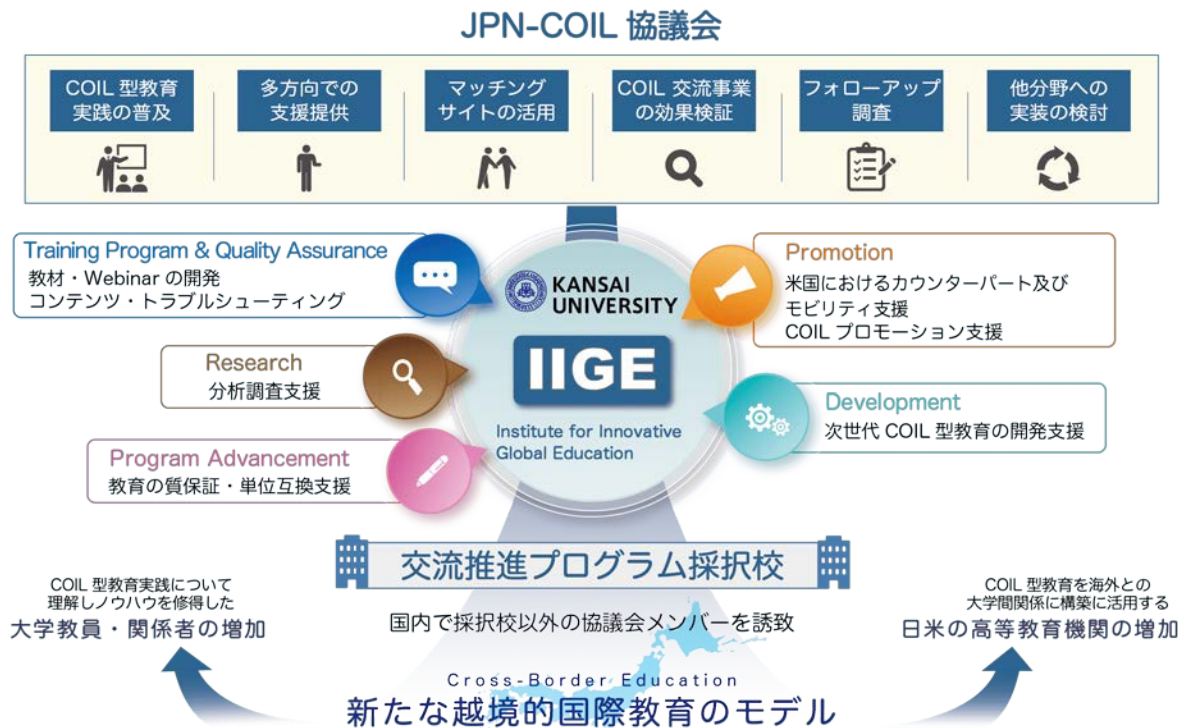 JPN-COIL 協議会
COIL 型教育
実践の普及
多方向での
支援提供
マッチング
サイトの活用
COIL 交流事業
の効果検証
フォローアップ
調査
他分野への
実装の検討
Training Program & Quality Assurance
教材・Webinar の開発
コンテンツ・トラブルシューティング
Research
分析調査支援
Program Advancement
教育の質保証・単位互換支援
KANSAI
UNIVERSITY
IIGE
Institute for Innovative
Global Education
Promotion
米国におけるカウンターパート及び
モビリティ支援
COIL プロモーション支援
Development
次世代 COIL 型教育の開発支援
交流推進プログラム採択校
国内で採択校以外の協議会メンバーを誘致
COIL 型教育実践について
理解しノウハウを修得した
大学教員・関係者の増加
COIL 型教育を海外との
大学間関係に構築に活用する
日米の高等教育機関の増加
Cross-Border Education
新たな越境的国際教育のモデル